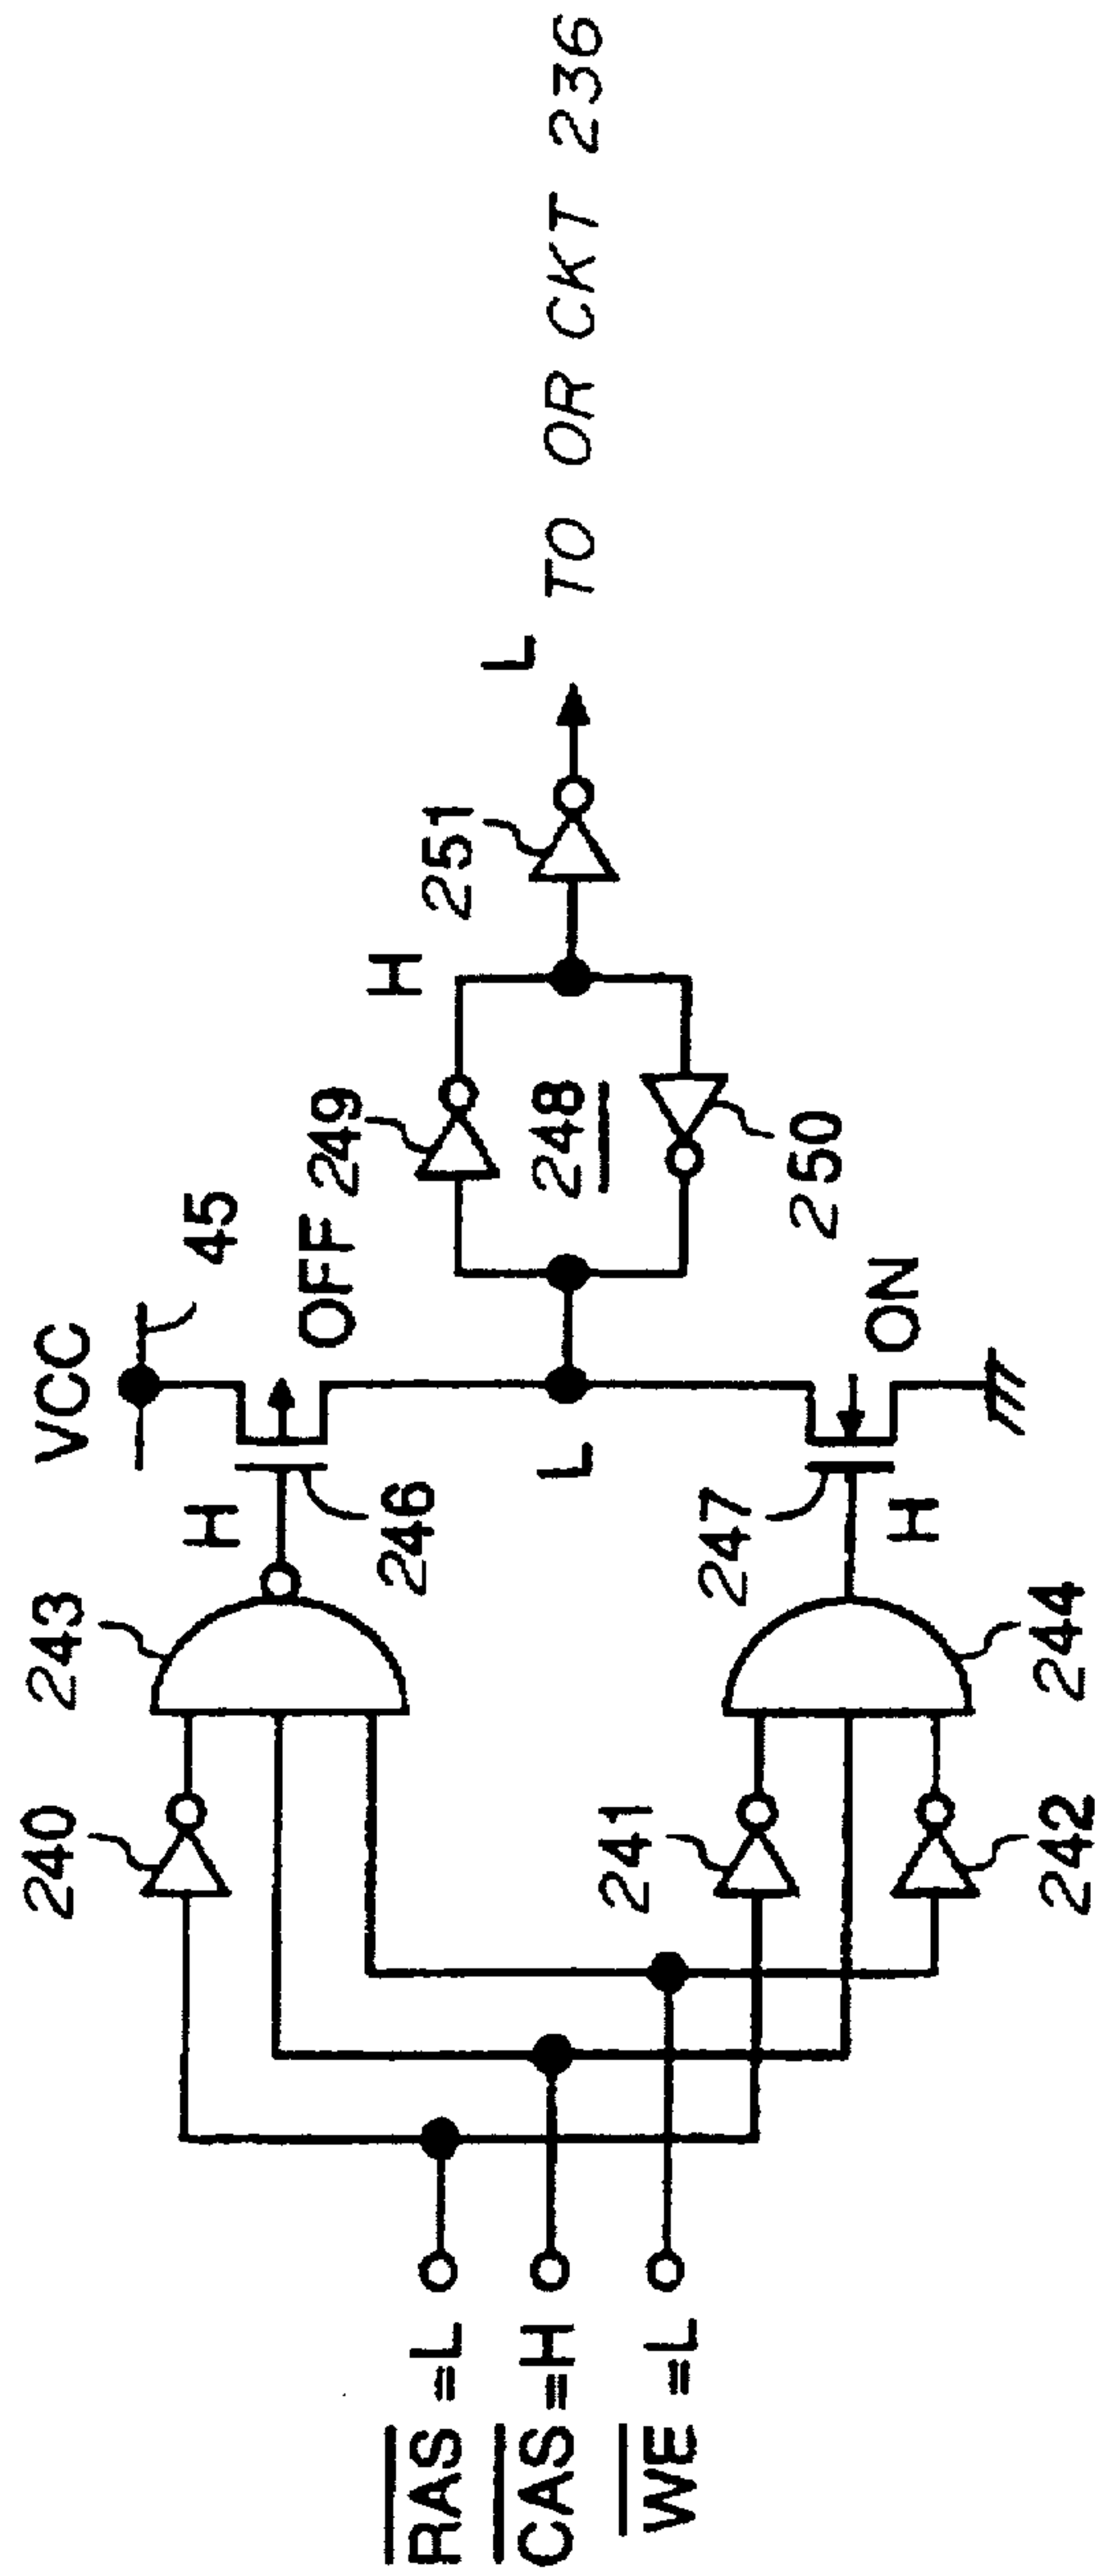 VCC
45
243
240
H
246
OFF
249
H
251
L
TO OR CKT 236
RAS =L
CAS =H
WE =L
L
248
250
241
247
ON
H
242
244